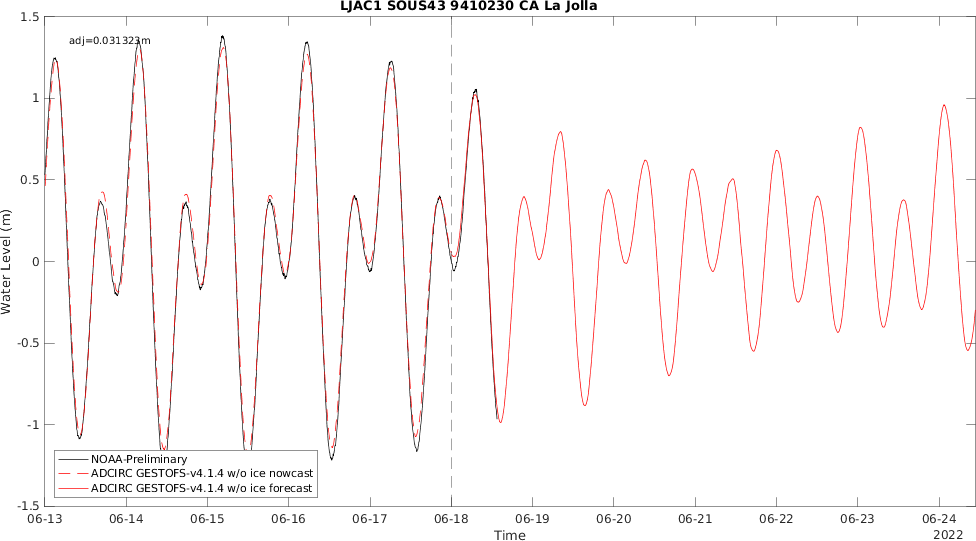 LJAC1 SOUS43 9410230 CA La Jolla
adj=0.031323m
Water Level (m)
1.5
1
0.5
0
-0.5
-1
-1.5
NOAA-Preliminary
ADCIRC GESTOFS-v4.1.4 w/o ice nowcast
ADCIRC GESTOFS-v4.1.4 w/o ice forecast
06-13 06-14 06-15 06-16 06-17 06-18 06-19 06-20 06-21 06-22 06-23 06-24
Time
2022